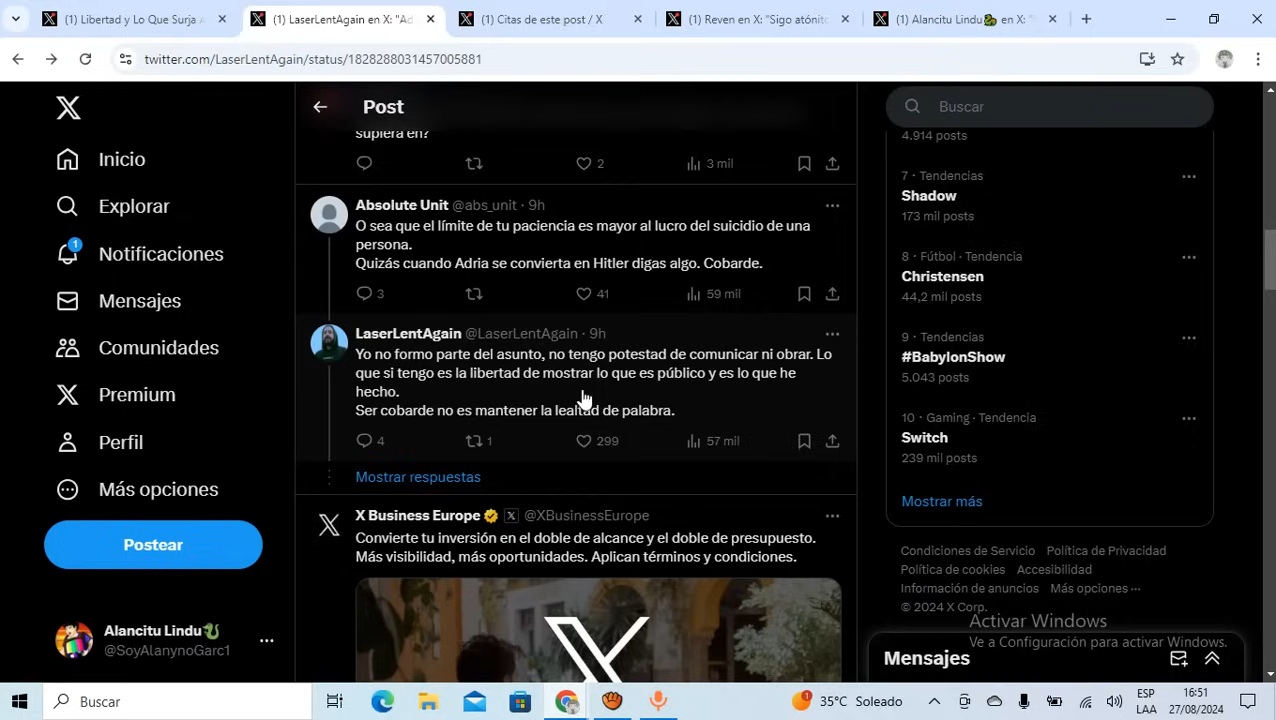 (1) Libertad y Lo Que Surja
(1) LaserLentAgain en X: "Ad
(1) Citas de este post / X
(1) Reven en X: "Sigo atónit
(1) Alancitu Lindu🐉 en X: "
twitter.com/LaserLentAgain/status/1828288031457005881
Inicio
Explorar
1
Notificaciones
Mensajes
Comunidades
Premium
Perfil
Más opciones
Postear
Alancitu Lindu🐉
@SoyAlanynoGarc1
Post
supiera en?
2
3 mil
Absolute Unit @abs_unit · 9h
O sea que el límite de tu paciencia es mayor al lucro del suicidio de una
persona.
Quizás cuando Adria se convierta en Hitler digas algo. Cobarde.
3
41
59 mil
LaserLentAgain @LaserLentAgain · 9h
Yo no formo parte del asunto, no tengo potestad de comunicar ni obrar. Lo
que si tengo es la libertad de mostrar lo que es público y es lo que he
hecho.
Ser cobarde no es mantener la lealtad de palabra.
4
1
299
57 mil
Mostrar respuestas
X Business Europe @XBusinessEurope
Convierte tu inversión en el doble de alcance y el doble de presupuesto.
Más visibilidad, más oportunidades. Aplican términos y condiciones.
Buscar
4.914 posts
7 · Tendencias
Shadow
173 mil posts
8 · Fútbol · Tendencia
Christensen
44,2 mil posts
9 · Tendencias
#BabylonShow
5.043 posts
10 · Gaming · Tendencia
Switch
239 mil posts
Mostrar más
Condiciones de Servicio Política de Privacidad
Política de cookies Accesibilidad
Información de anuncios Más opciones ···
© 2024 X Corp.
Activar Windows
Ve a Configuración para activar Windows.
Mensajes
Buscar
1
35°C Soleado
ESP
LAA
16:51
27/08/2024